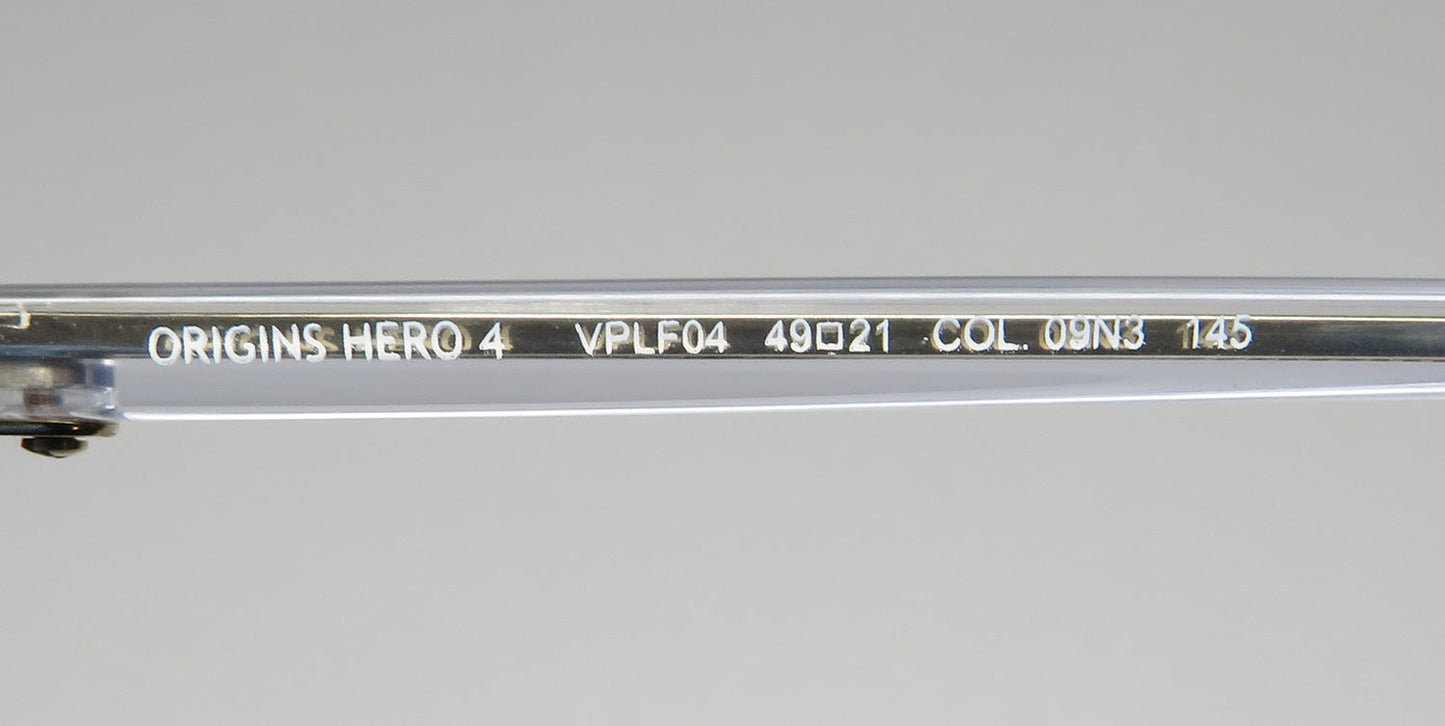 ORIGINS HERO 4 VPLF04 49□21 COL. 09N3 145